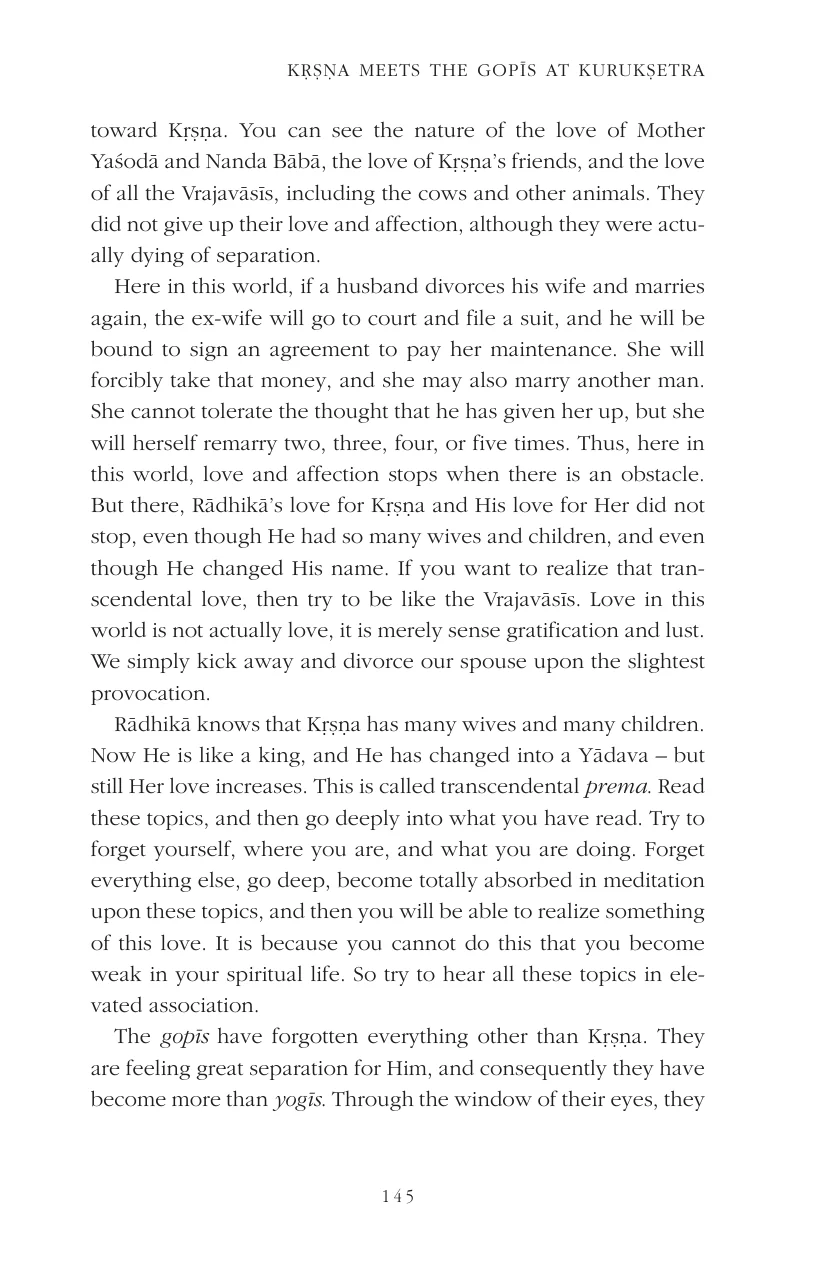 KṚṢṆA MEETS THE GOPĪS AT KURUKṢETRA
toward Kṛṣṇa. You can see the nature of the love of Mother
Yaśodā and Nanda Bābā, the love of Kṛṣṇa’s friends, and the love
of all the Vrajavāsīs, including the cows and other animals. They
did not give up their love and affection, although they were actu-
ally dying of separation.
Here in this world, if a husband divorces his wife and marries
again, the ex-wife will go to court and file a suit, and he will be
bound to sign an agreement to pay her maintenance. She will
forcibly take that money, and she may also marry another man.
She cannot tolerate the thought that he has given her up, but she
will herself remarry two, three, four, or five times. Thus, here in
this world, love and affection stops when there is an obstacle.
But there, Rādhikā’s love for Kṛṣṇa and His love for Her did not
stop, even though He had so many wives and children, and even
though He changed His name. If you want to realize that tran-
scendental love, then try to be like the Vrajavāsīs. Love in this
world is not actually love, it is merely sense gratification and lust.
We simply kick away and divorce our spouse upon the slightest
provocation.
Rādhikā knows that Kṛṣṇa has many wives and many children.
Now He is like a king, and He has changed into a Yādava – but
still Her love increases. This is called transcendental prema. Read
these topics, and then go deeply into what you have read. Try to
forget yourself, where you are, and what you are doing. Forget
everything else, go deep, become totally absorbed in meditation
upon these topics, and then you will be able to realize something
of this love. It is because you cannot do this that you become
weak in your spiritual life. So try to hear all these topics in ele-
vated association.
The gopīs have forgotten everything other than Kṛṣṇa. They
are feeling great separation for Him, and consequently they have
become more than yogīs. Through the window of their eyes, they
145